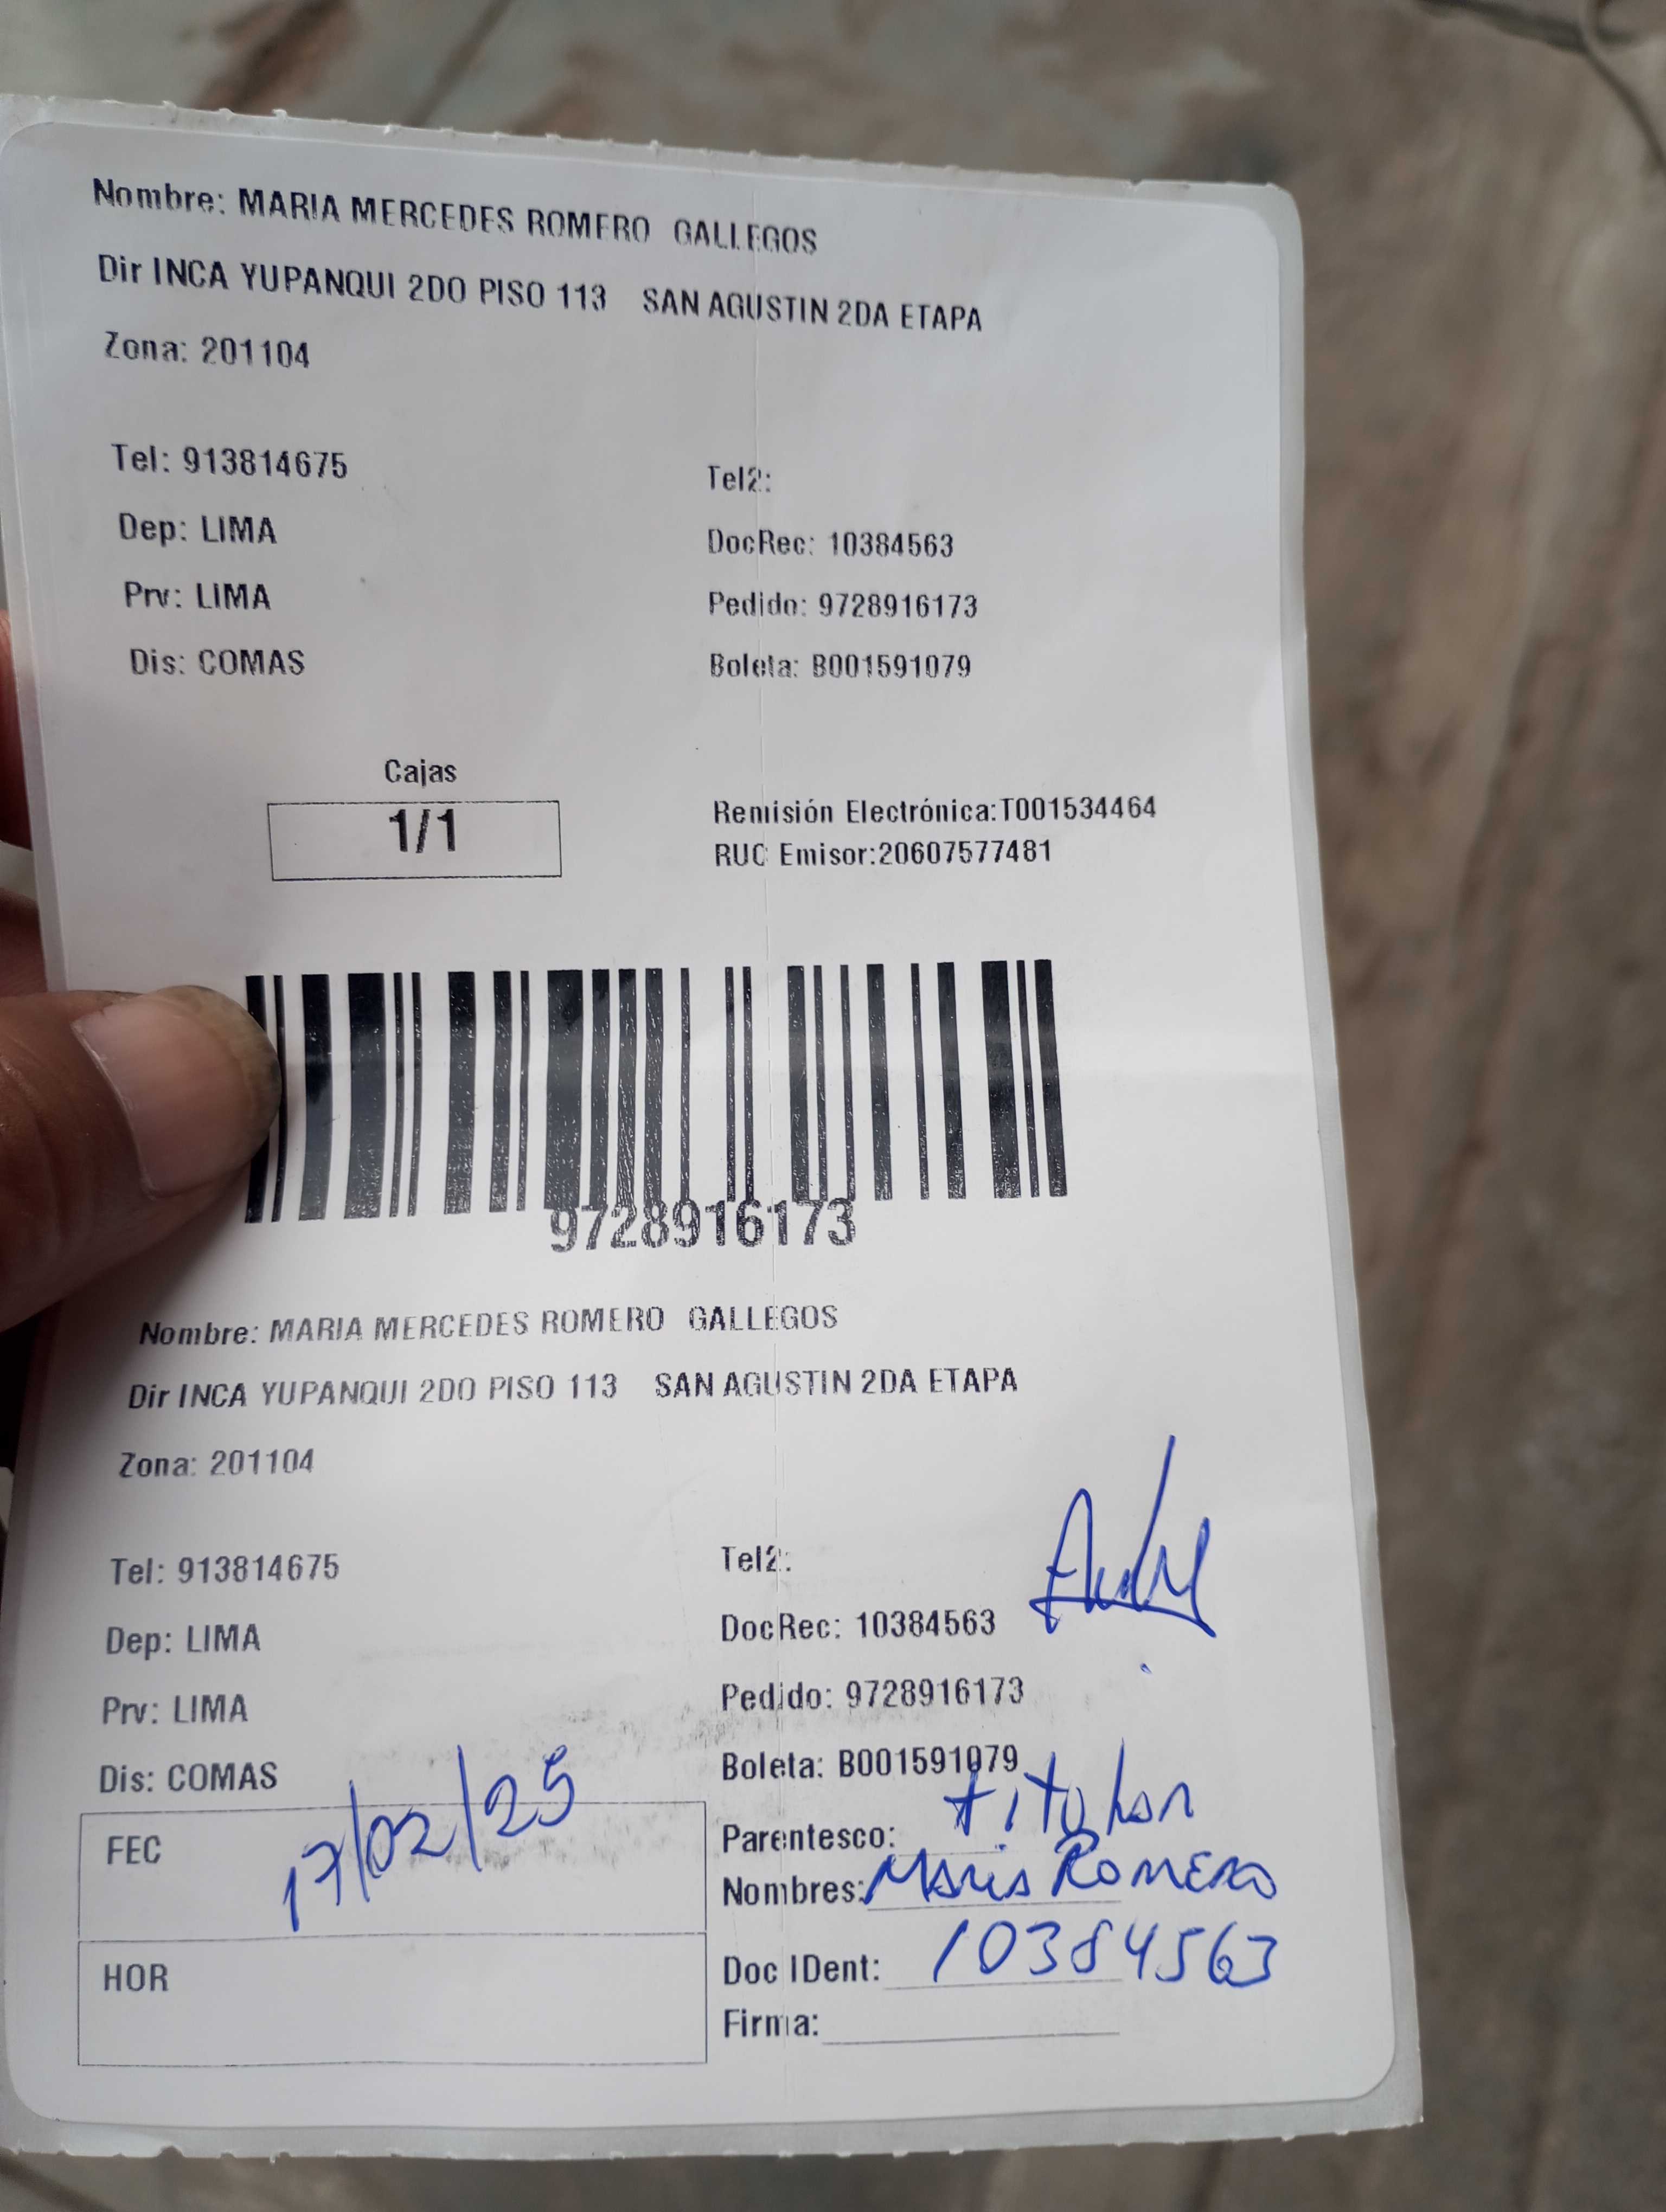 Nombre: MARIA MERCEDES ROMERO GALLEGOS
Dir INCA YUPANQUI 2DO PISO 113 SAN AGUSTIN 2DA ETAPA
Zona: 201104
Tel: 913814675
Tel2:
Dep: LIMA
DocRec: 10384563
Prv: LIMA
Pedido: 9728916173
Dis: COMAS
Boleta: B001591079
Cajas
1/1
Remisión Electrónica:T001534464
RUC Emisor:20607577481
9728916173
Nombre: MARIA MERCEDES ROMERO GALLEGOS
Dir INCA YUPANQUI 2DO PISO 113 SAN AGUSTIN 2DA ETAPA
Zona: 201104
Tel: 913814675
Tel2:
Dep: LIMA
DocRec: 10384563
Prv: LIMA
Pedido: 9728916173
Dis: COMAS
Boleta: B001591079
FEC 17/02/25
Parentesco: titular
Nombres: Maria Romero
HOR
Doc IDent: 10384563
Firma: